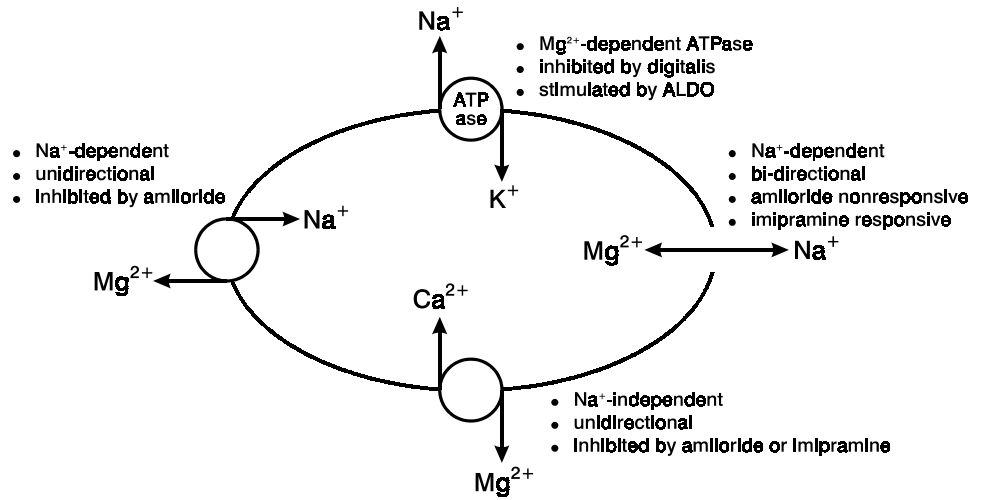 Na⁺
• Mg²⁺-dependent ATPase
• inhibited by digitalis
• stimulated by ALDO
ATP
ase
K⁺
• Na⁺-dependent
• unidirectional
• inhibited by amiloride
Na⁺
Mg²⁺
• Na⁺-dependent
• bi-directional
• amiloride nonresponsive
• imipramine responsive
Mg²⁺
Na⁺
Ca²⁺
Mg²⁺
• Na⁺-independent
• unidirectional
• inhibited by amiloride or imipramine